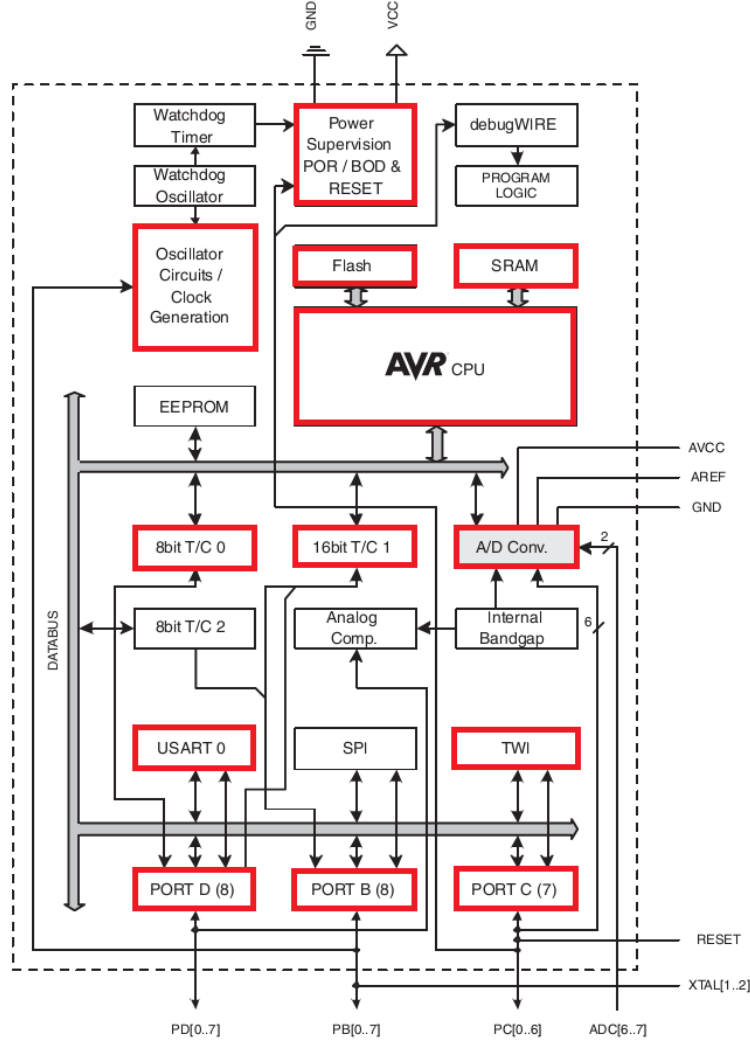 GND
VCC
Watchdog
Timer
Power
Supervision
POR / BOD &
RESET
debugWIRE
Watchdog
Oscillator
PROGRAM
LOGIC
Oscillator
Circuits /
Clock
Generation
Flash
SRAM
AVR CPU
EEPROM
AVCC
AREF
GND
8bit T/C 0
16bit T/C 1
A/D Conv.
2
DATABUS
8bit T/C 2
Analog
Comp.
Internal
Bandgap
6
USART 0
SPI
TWI
PORT D (8)
PORT B (8)
PORT C (7)
RESET
XTAL[1..2]
PD[0..7]
PB[0..7]
PC[0..6]
ADC[6..7]